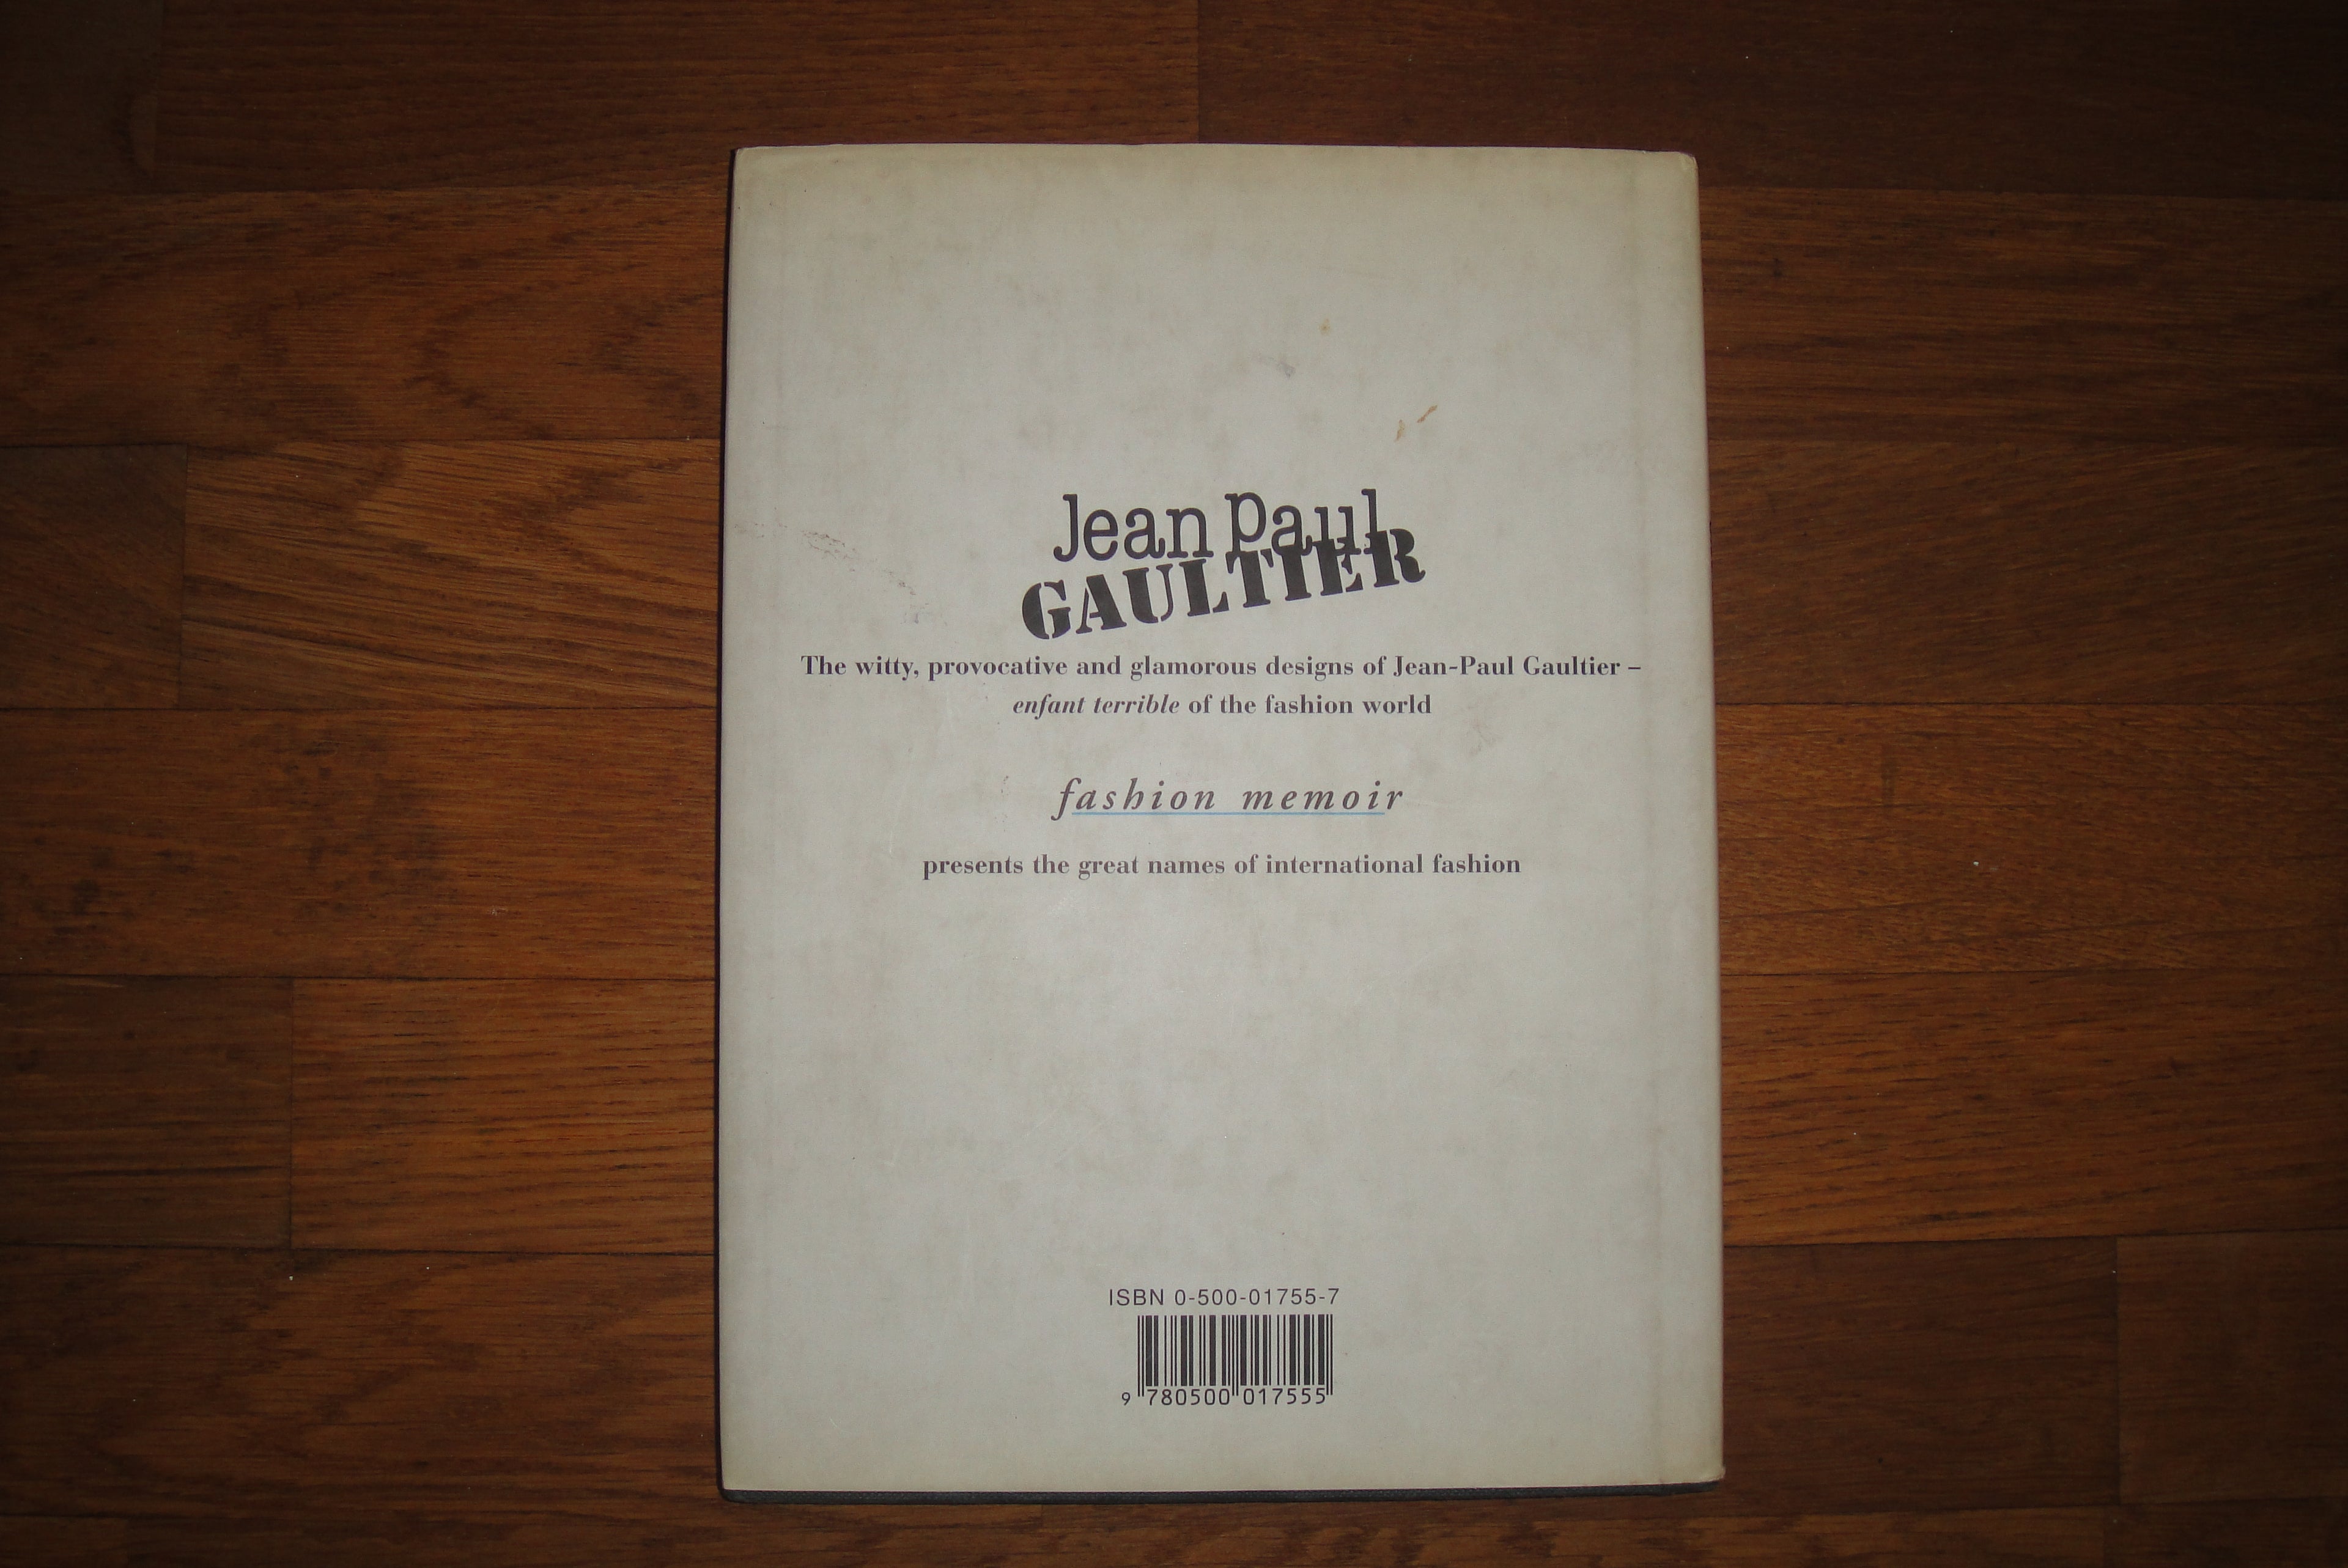 Jean Paul
GAULTIER
The witty, provocative and glamorous designs of Jean-Paul Gaultier –
enfant terrible of the fashion world
fashion memoir
presents the great names of international fashion
ISBN 0-500-01755-7
9 780500 017555